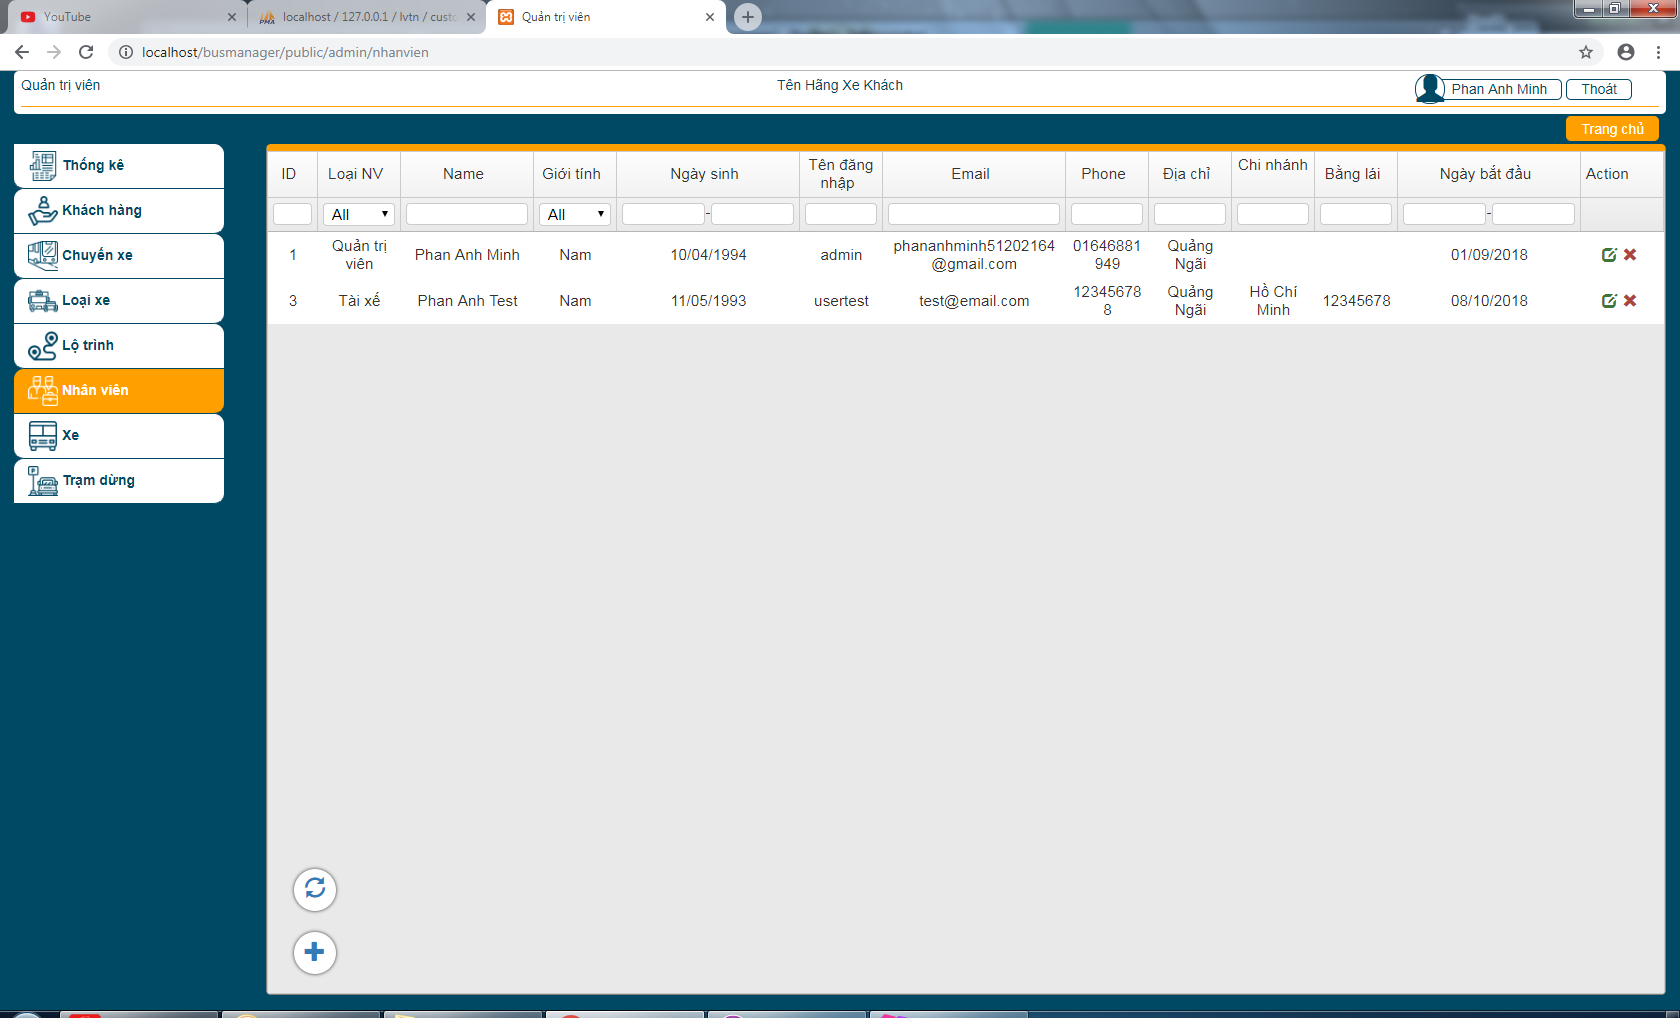 YouTube
localhost / 127.0.0.1 / lvtn / custo
Quản trị viên
localhost/busmanager/public/admin/nhanvien
Quản trị viên
Tên Hãng Xe Khách
Phan Anh Minh
Thoát
Trang chủ
Thống kê
Khách hàng
Chuyến xe
Loại xe
Lộ trình
Nhân viên
Xe
Trạm dừng
ID
Loại NV
Name
Giới tính
Ngày sinh
Tên đăng
nhập
Email
Phone
Địa chỉ
Chi nhánh
Bằng lái
Ngày bắt đầu
Action
All
All
-
-
1
Quản trị
viên
Phan Anh Minh
Nam
10/04/1994
admin
phananhminh51202164
@gmail.com
01646881
949
Quảng
Ngãi
01/09/2018
3
Tài xế
Phan Anh Test
Nam
11/05/1993
usertest
test@email.com
12345678
8
Quảng
Ngãi
Hồ Chí
Minh
12345678
08/10/2018